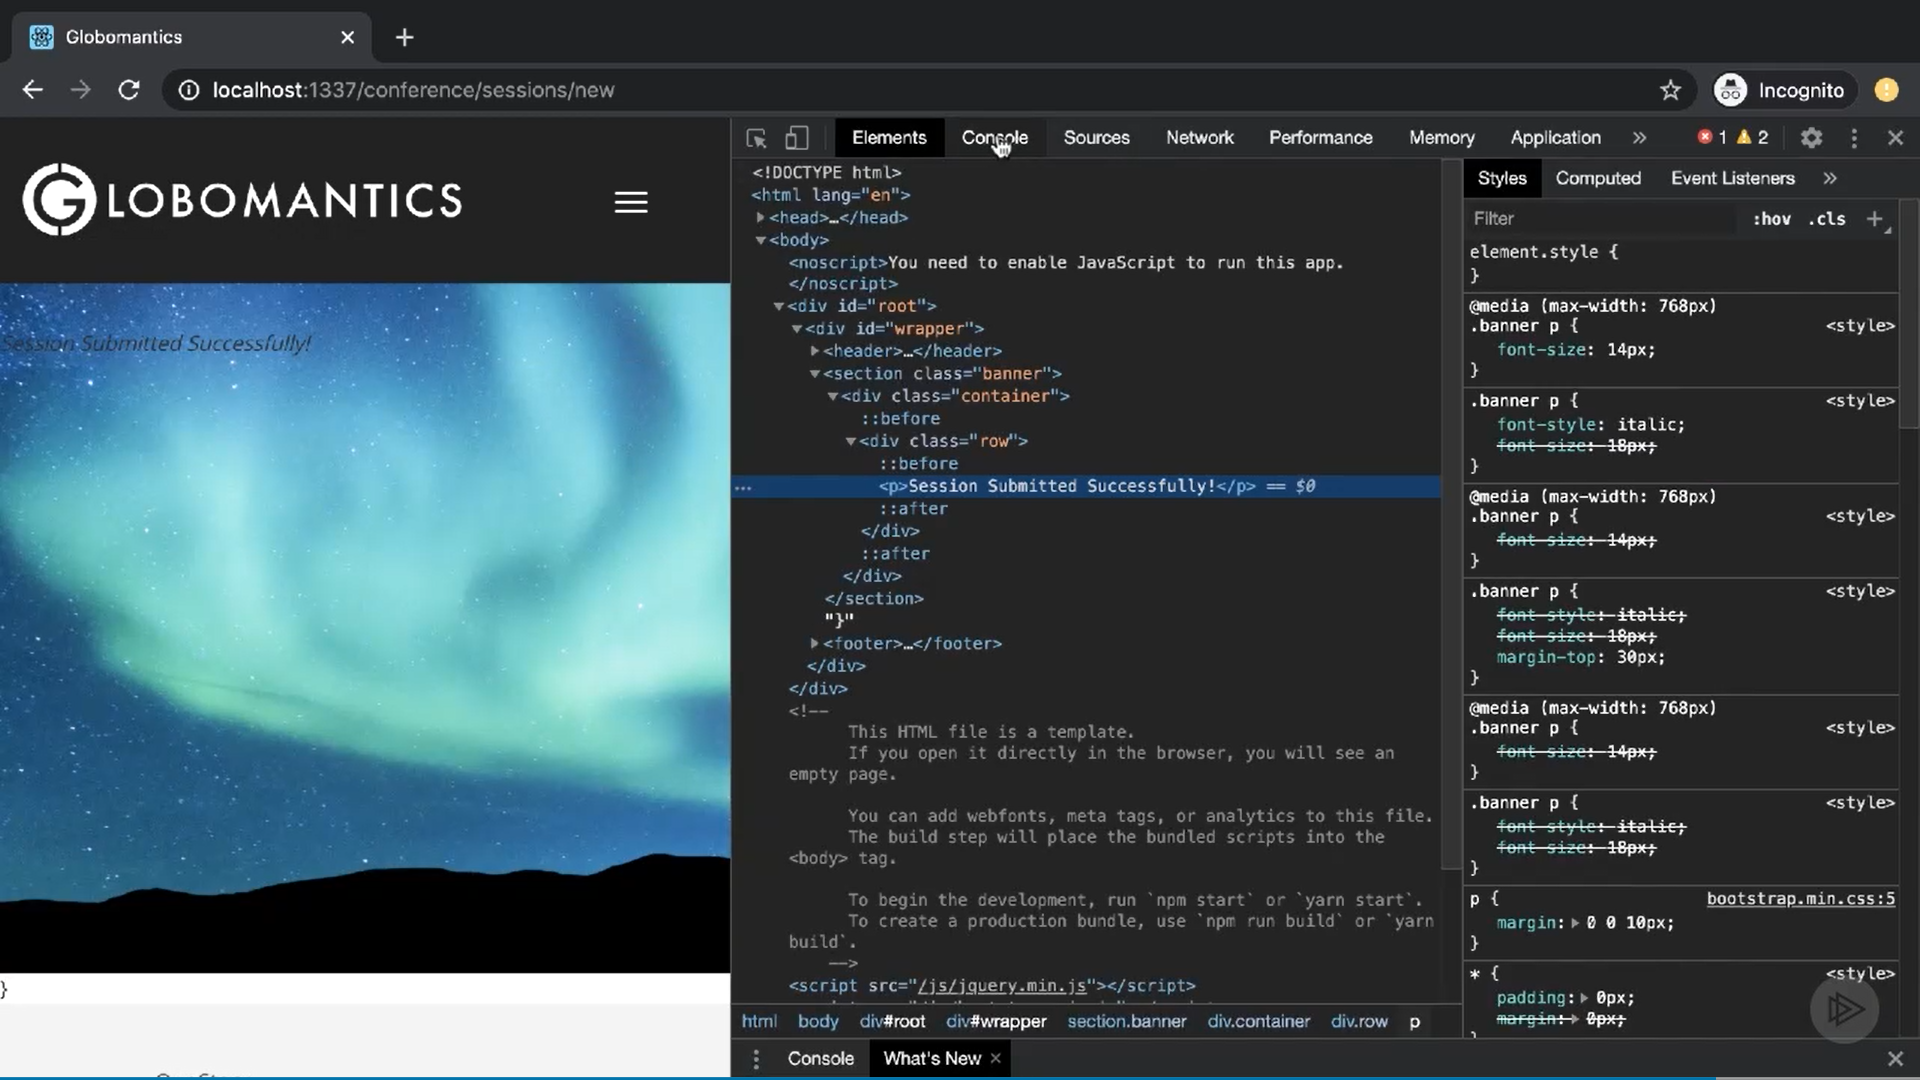 Globomantics
localhost:1337/conference/sessions/new
Incognito
GLOBOMANTICS
Session Submitted Successfully!
}
Elements Console Sources Network Performance Memory Application » 1 2
<!DOCTYPE html>
<html lang="en">
<head>…</head>
<body>
<noscript>You need to enable JavaScript to run this app.
</noscript>
<div id="root">
<div id="wrapper">
<header>…</header>
<section class="banner">
<div class="container">
::before
<div class="row">
::before
… <p>Session Submitted Successfully!</p> == $0
::after
</div>
::after
</div>
</section>
"}"
<footer>…</footer>
</div>
</div>
<!--
This HTML file is a template.
If you open it directly in the browser, you will see an
empty page.
You can add webfonts, meta tags, or analytics to this file.
The build step will place the bundled scripts into the
<body> tag.
To begin the development, run `npm start` or `yarn start`.
To create a production bundle, use `npm run build` or `yarn
build`.
-->
<script src="/js/jquery.min.js"></script>
html body div#root div#wrapper section.banner div.container div.row p
Console What's New ×
Styles Computed Event Listeners »
Filter :hov .cls +
element.style {
}
@media (max-width: 768px)
.banner p { <style>
font-size: 14px;
}
.banner p { <style>
font-style: italic;
font-size: 18px;
}
@media (max-width: 768px)
.banner p { <style>
font-size: 14px;
}
.banner p { <style>
font-style: italic;
font-size: 18px;
margin-top: 30px;
}
@media (max-width: 768px)
.banner p { <style>
font-size: 14px;
}
.banner p { <style>
font-style: italic;
font-size: 18px;
}
p { bootstrap.min.css:5
margin: 0 0 10px;
}
* { <style>
padding: 0px;
margin: 0px;